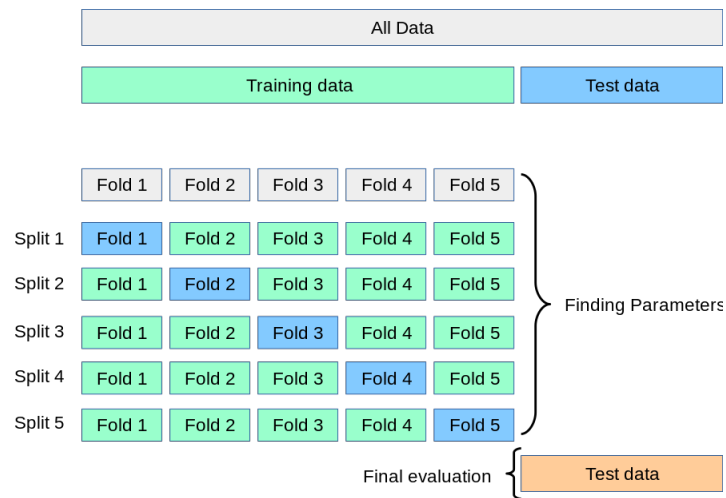 All Data
Training data Test data
Fold 1 Fold 2 Fold 3 Fold 4 Fold 5
Split 1 Fold 1 Fold 2 Fold 3 Fold 4 Fold 5
Split 2 Fold 1 Fold 2 Fold 3 Fold 4 Fold 5
Finding Parameters
Split 3 Fold 1 Fold 2 Fold 3 Fold 4 Fold 5
Split 4 Fold 1 Fold 2 Fold 3 Fold 4 Fold 5
Split 5 Fold 1 Fold 2 Fold 3 Fold 4 Fold 5
Final evaluation Test data